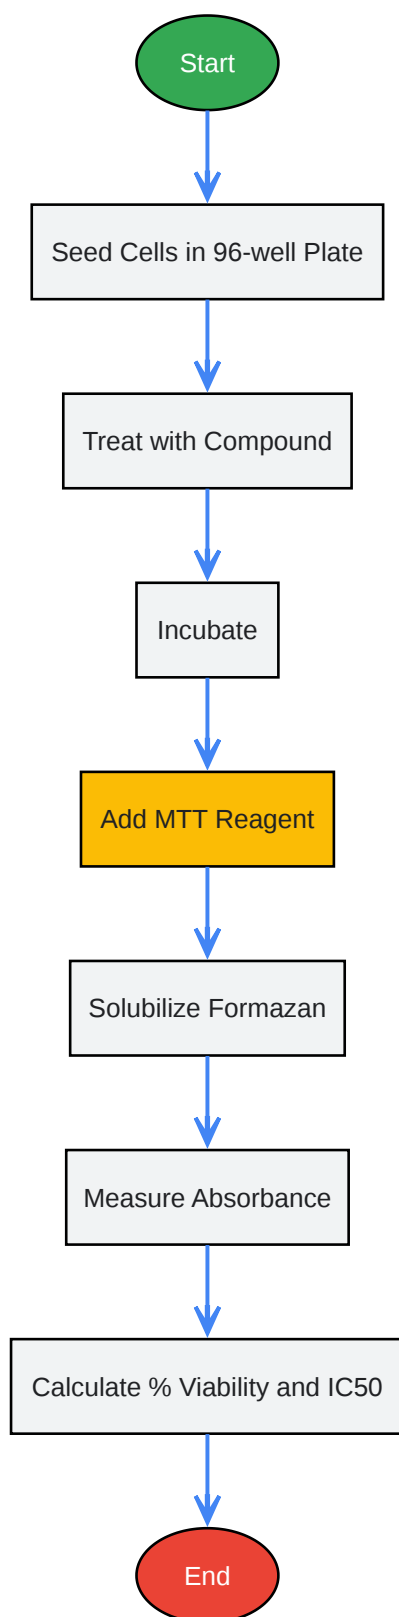 Start
Seed Cells in 96-well Plate
Treat with Compound
Incubate
Add MTT Reagent
Solubilize Formazan
Measure Absorbance
Calculate % Viability and IC50
End